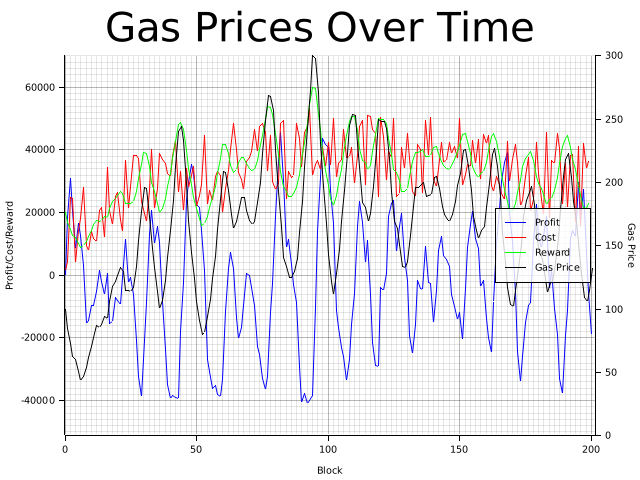 Gas Prices Over Time
Profit/Cost/Reward
60000
40000
20000
0
-20000
-40000
300
250
200
150
100
50
0
Gas Price
Profit
Cost
Reward
Gas Price
0
50
100
150
200
Block